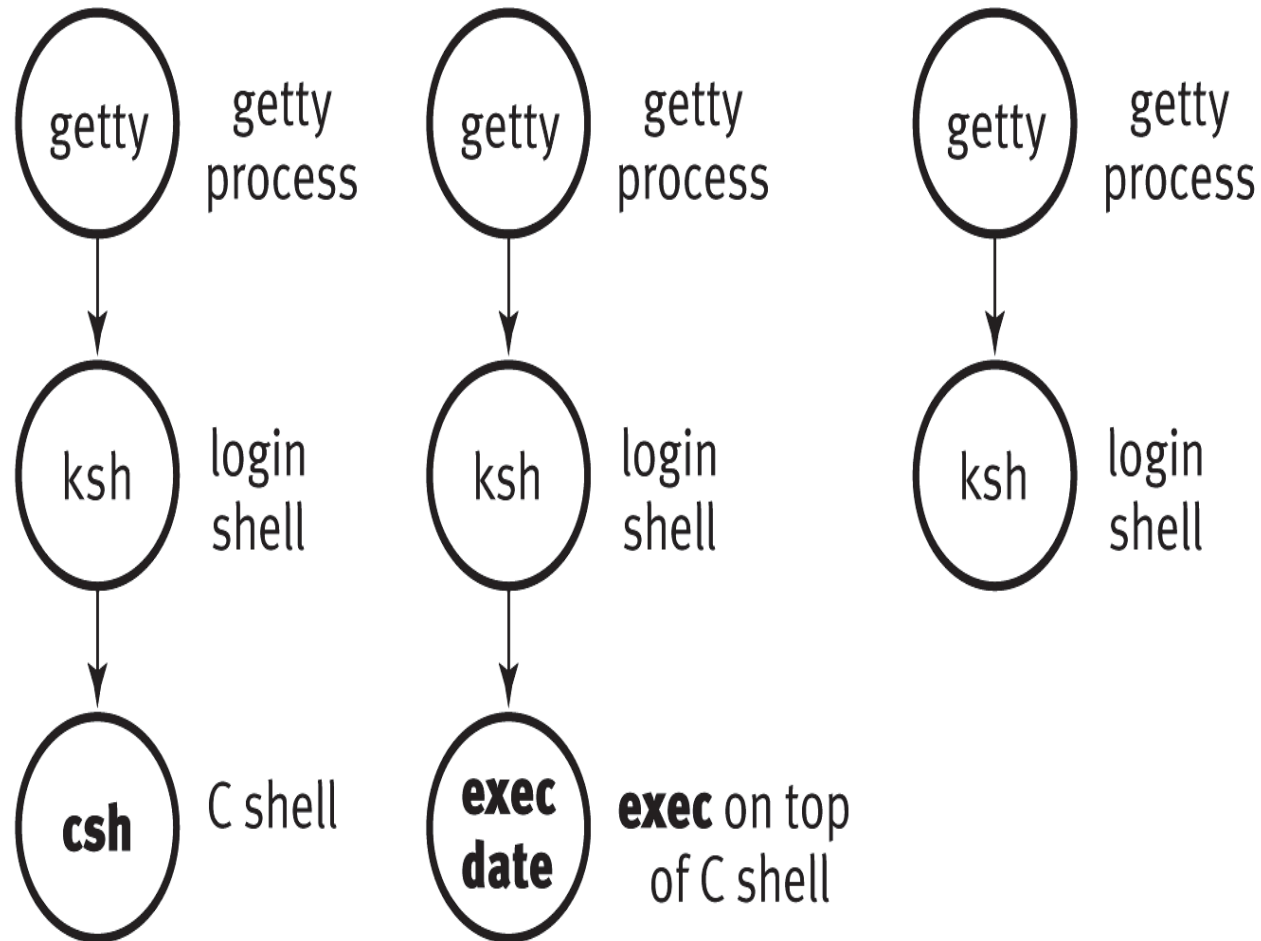 getty
getty
process
getty
getty
process
getty
getty
process
ksh
login
shell
ksh
login
shell
ksh
login
shell
csh
C shell
exec
date
exec on top
of C shell